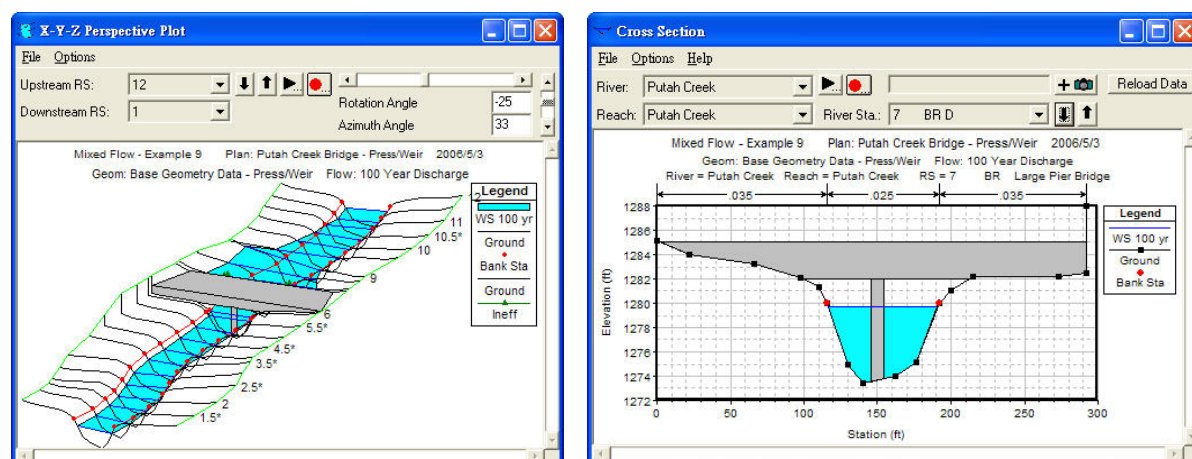 X-Y-Z Perspective Plot
File Options
Upstream RS: 12
Downstream RS: 1
Rotation Angle -25
Azimuth Angle 33
Mixed Flow - Example 9 Plan: Putah Creek Bridge - Press/Weir 2006/5/3
Geom: Base Geometry Data - Press/Weir Flow: 100 Year Discharge
12
11
10.5*
10
9
6
5.5*
4.5*
3.5*
2.5*
2
1.5*
Legend
WS 100 yr
Ground
Bank Sta
Ground
Ineff
Cross Section
File Options Help
River: Putah Creek
Reload Data
Reach: Putah Creek River Sta.: 7 BR D
Mixed Flow - Example 9 Plan: Putah Creek Bridge - Press/Weir 2006/5/3
Geom: Base Geometry Data - Press/Weir Flow: 100 Year Discharge
River = Putah Creek Reach = Putah Creek RS = 7 BR Large Pier Bridge
.035 .025 .035
1288
1286
1284
1282
1280
1278
1276
1274
1272
Elevation (ft)
0 50 100 150 200 250 300
Station (ft)
Legend
WS 100 yr
Ground
Bank Sta